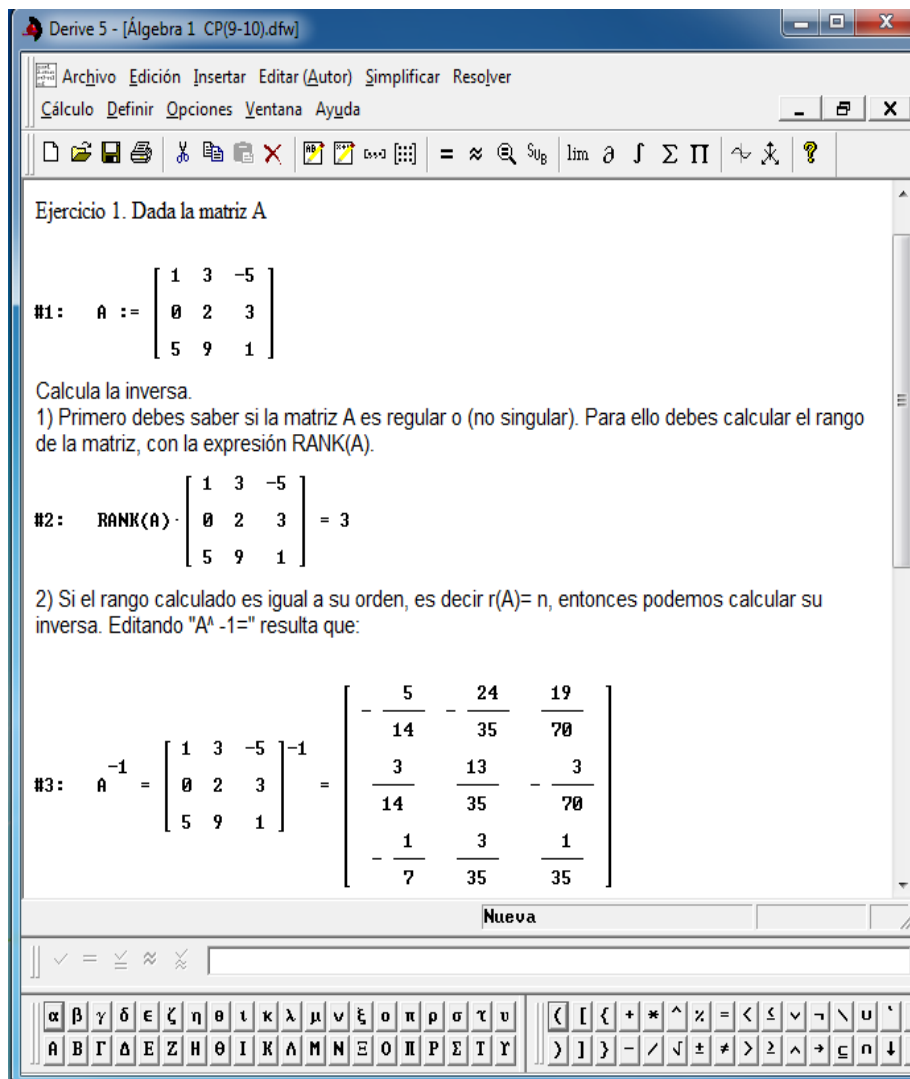 Derive 5 - [Álgebra 1 CP(9-10).dfw]
Archivo Edición Insertar Editar (Autor) Simplificar Resolver
Cálculo Definir Opciones Ventana Ayuda
= ≈ SUB lim ∂ ∫ Σ Π ?
Ejercicio 1. Dada la matriz A
1 3 -5
#1: A := 0 2 3
5 9 1
Calcula la inversa.
1) Primero debes saber si la matriz A es regular o (no singular). Para ello debes calcular el rango
de la matriz, con la expresión RANK(A).
1 3 -5
#2: RANK(A)· 0 2 3 = 3
5 9 1
2) Si el rango calculado es igual a su orden, es decir r(A)= n, entonces podemos calcular su
inversa. Editando "A^ -1=" resulta que:
- 5/14 - 24/35 19/70
#3: A^-1 = [1 3 -5; 0 2 3; 5 9 1]^-1 = 3/14 13/35 - 3/70
- 1/7 3/35 1/35
Nueva
α β γ δ ϵ ζ η θ ι κ λ μ ν ξ ο π ρ σ τ υ ( [ { + * ^ % = < ≤ ∨ ¬ \ ∪ `
Α Β Γ Δ Ε Ζ Η Θ Ι Κ Λ Μ Ν Ξ Ο Π Ρ Σ Τ Υ ) ] } - / √ ± ≠ > ≥ ∧ → ⊆ ∩ ↓